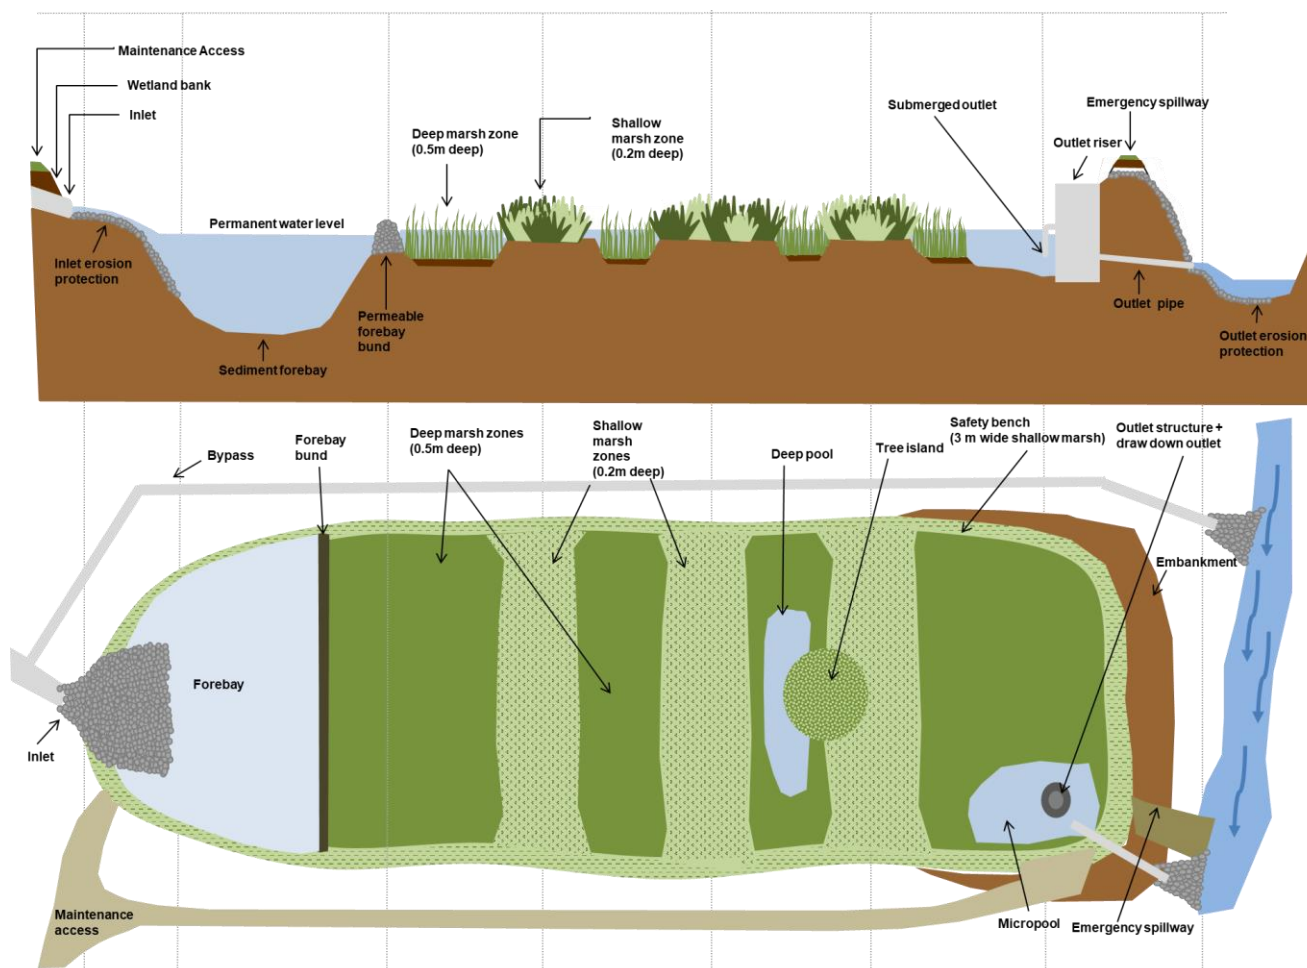 Maintenance Access
Wetland bank
Inlet
Deep marsh zone
(0.5m deep)
Shallow
marsh zone
(0.2m deep)
Submerged outlet
Emergency spillway
Outlet riser
Permanent water level
Inlet erosion
protection
Sediment forebay
Permeable
forebay
bund
Outlet pipe
Outlet erosion
protection
Bypass
Forebay
bund
Deep marsh zones
(0.5m deep)
Shallow
marsh
zones
(0.2m deep)
Deep pool
Tree island
Safety bench
(3 m wide shallow marsh)
Outlet structure +
draw down outlet
Embankment
Forebay
Inlet
Maintenance
access
Micropool
Emergency spillway